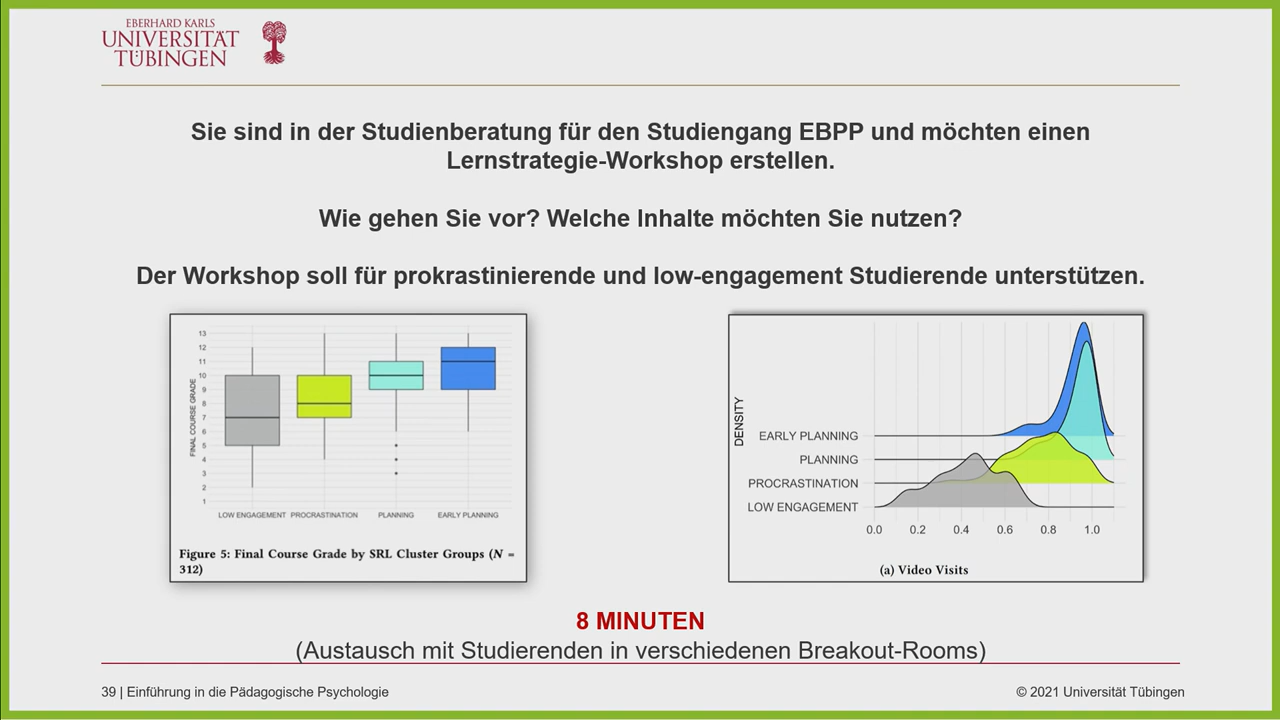 EBERHARD KARLS
UNIVERSITÄT
TÜBINGEN
Sie sind in der Studienberatung für den Studiengang EBPP und möchten einen
Lernstrategie-Workshop erstellen.
Wie gehen Sie vor? Welche Inhalte möchten Sie nutzen?
Der Workshop soll für prokrastinierende und low-engagement Studierende unterstützen.
FINAL COURSE GRADE
13
12
11
10
9
8
7
6
5
4
3
2
1
LOW ENGAGEMENT PROCRASTINATION PLANNING EARLY PLANNING
Figure 5: Final Course Grade by SRL Cluster Groups (N =
312)
DENSITY
EARLY PLANNING
PLANNING
PROCRASTINATION
LOW ENGAGEMENT
0.0 0.2 0.4 0.6 0.8 1.0
(a) Video Visits
8 MINUTEN
(Austausch mit Studierenden in verschiedenen Breakout-Rooms)
39 | Einführung in die Pädagogische Psychologie
© 2021 Universität Tübingen